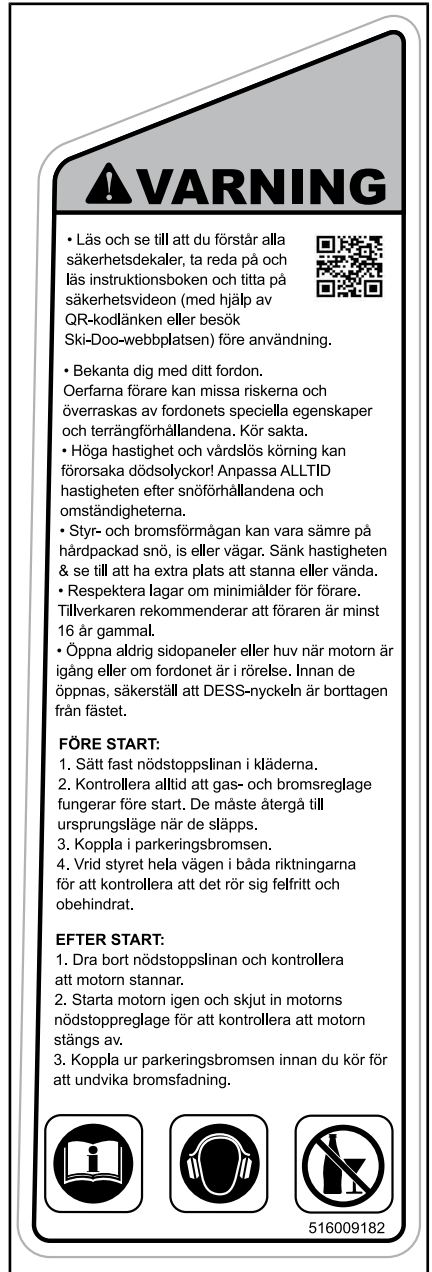 VARNING
• Läs och se till att du förstår alla
säkerhetsdekaler, ta reda på och
läs instruktionsboken och titta på
säkerhetsvideon (med hjälp av
QR-kodlänken eller besök
Ski-Doo-webbplatsen) före användning.
• Bekanta dig med ditt fordon.
Oerfarna förare kan missa riskerna och
överraskas av fordonets speciella egenskaper
och terrängförhållandena. Kör sakta.
• Höga hastighet och vårdslös körning kan
förorsaka dödsolyckor! Anpassa ALLTID
hastigheten efter snöförhållandena och
omständigheterna.
• Styr- och bromsförmågan kan vara sämre på
hårdpackad snö, is eller vägar. Sänk hastigheten
& se till att ha extra plats att stanna eller vända.
• Respektera lagar om minimiålder för förare.
Tillverkaren rekommenderar att föraren är minst
16 år gammal.
• Öppna aldrig sidopaneler eller huv när motorn är
igång eller om fordonet är i rörelse. Innan de
öppnas, säkerställ att DESS-nyckeln är borttagen
från fästet.
FÖRE START:
1. Sätt fast nödstoppslinan i kläderna.
2. Kontrollera alltid att gas- och bromsreglage
fungerar före start. De måste återgå till
ursprungsläge när de släpps.
3. Koppla i parkeringsbromsen.
4. Vrid styret hela vägen i båda riktningarna
för att kontrollera att det rör sig felfritt och
obehindrat.
EFTER START:
1. Dra bort nödstoppslinan och kontrollera
att motorn stannar.
2. Starta motorn igen och skjut in motorns
nödstoppreglage för att kontrollera att motorn
stängs av.
3. Koppla ur parkeringsbromsen innan du kör för
att undvika bromsfadning.
516009182